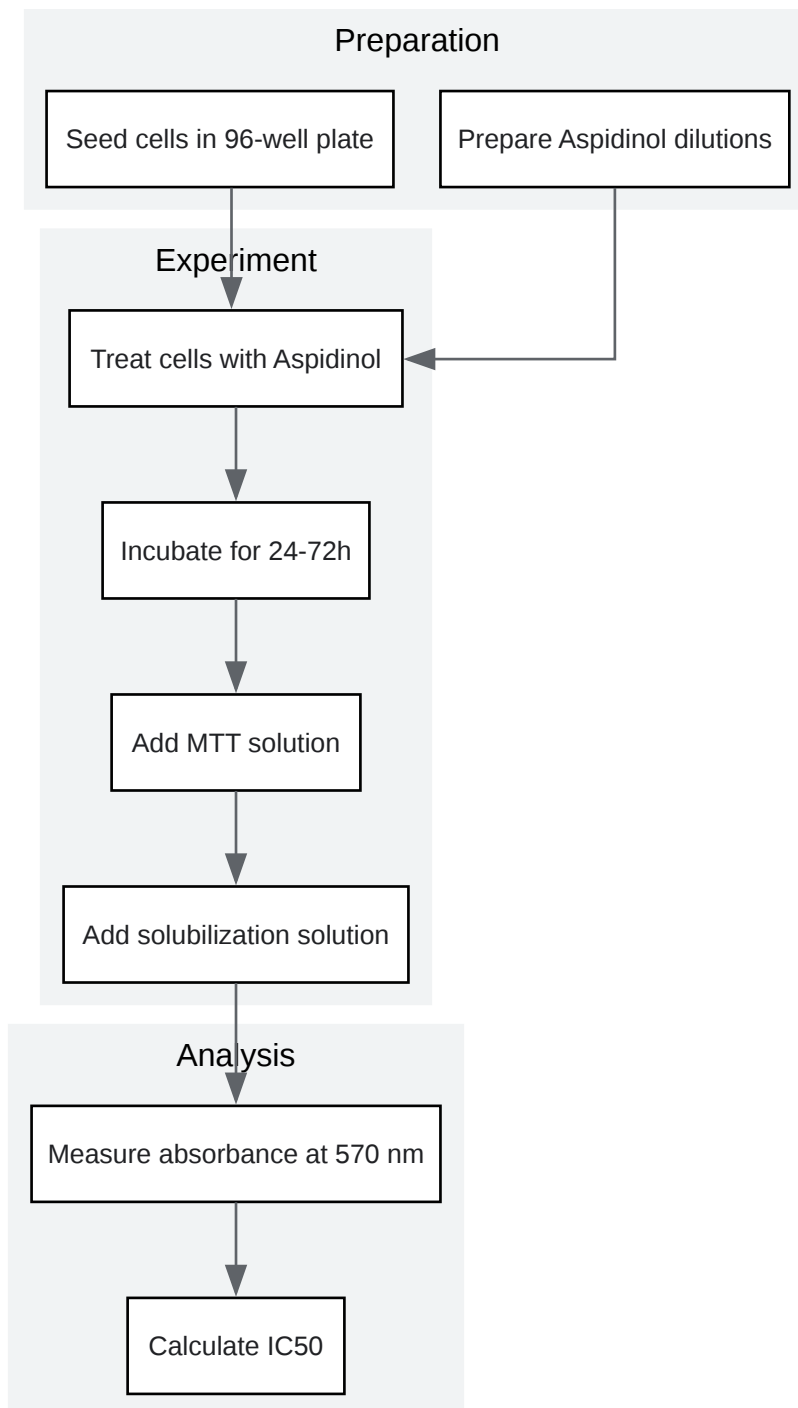 Preparation
Seed cells in 96-well plate
Prepare Aspidinol dilutions
Experiment
Treat cells with Aspidinol
Incubate for 24-72h
Add MTT solution
Add solubilization solution
Analysis
Measure absorbance at 570 nm
Calculate IC50